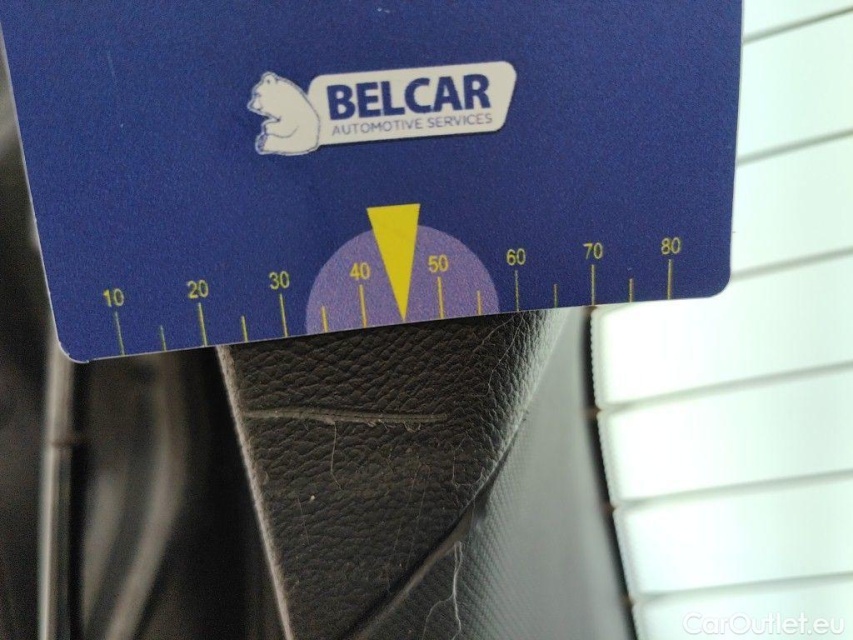 BELCAR
AUTOMOTIVE SERVICES
10 20 30 40 50 60 70 80
CarOutlet.eu